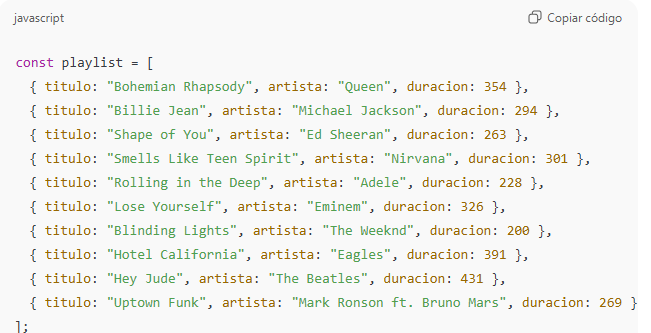 javascript
Copiar código
const playlist = [
{ titulo: "Bohemian Rhapsody", artista: "Queen", duracion: 354 },
{ titulo: "Billie Jean", artista: "Michael Jackson", duracion: 294 },
{ titulo: "Shape of You", artista: "Ed Sheeran", duracion: 263 },
{ titulo: "Smells Like Teen Spirit", artista: "Nirvana", duracion: 301 },
{ titulo: "Rolling in the Deep", artista: "Adele", duracion: 228 },
{ titulo: "Lose Yourself", artista: "Eminem", duracion: 326 },
{ titulo: "Blinding Lights", artista: "The Weeknd", duracion: 200 },
{ titulo: "Hotel California", artista: "Eagles", duracion: 391 },
{ titulo: "Hey Jude", artista: "The Beatles", duracion: 431 },
{ titulo: "Uptown Funk", artista: "Mark Ronson ft. Bruno Mars", duracion: 269 }
];